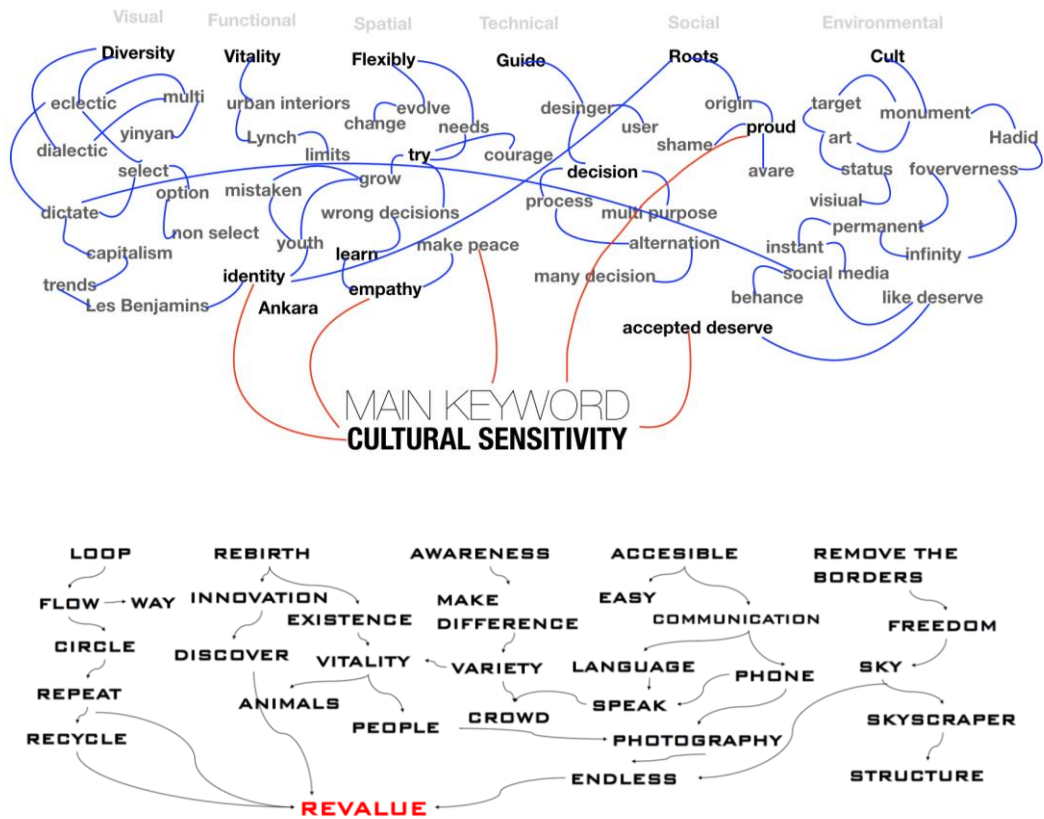 Visual Functional Spatial Technical Social Environmental
Diversity Vitality Flexibly Guide Roots Cult
eclectic multi urban interiors evolve desinger origin target monument
yinyan Lynch change needs user proud art Hadid
dialectic limits try courage shame
select grow decision avare status foververness
option mistaken process visiual
dictate wrong decisions multi purpose permanent
non select youth make peace alternation instant
capitalism learn infinity
trends identity empathy many decision social media
Les Benjamins Ankara behance like deserve
accepted deserve
MAIN KEYWORD
CULTURAL SENSITIVITY
LOOP REBIRTH AWARENESS ACCESIBLE REMOVE THE
BORDERS
FLOW WAY INNOVATION MAKE EASY
EXISTENCE DIFFERENCE COMMUNICATION FREEDOM
CIRCLE DISCOVER VITALITY VARIETY LANGUAGE SKY
REPEAT ANIMALS PHONE
PEOPLE CROWD SPEAK SKYSCRAPER
RECYCLE PHOTOGRAPHY
ENDLESS STRUCTURE
REVALUE